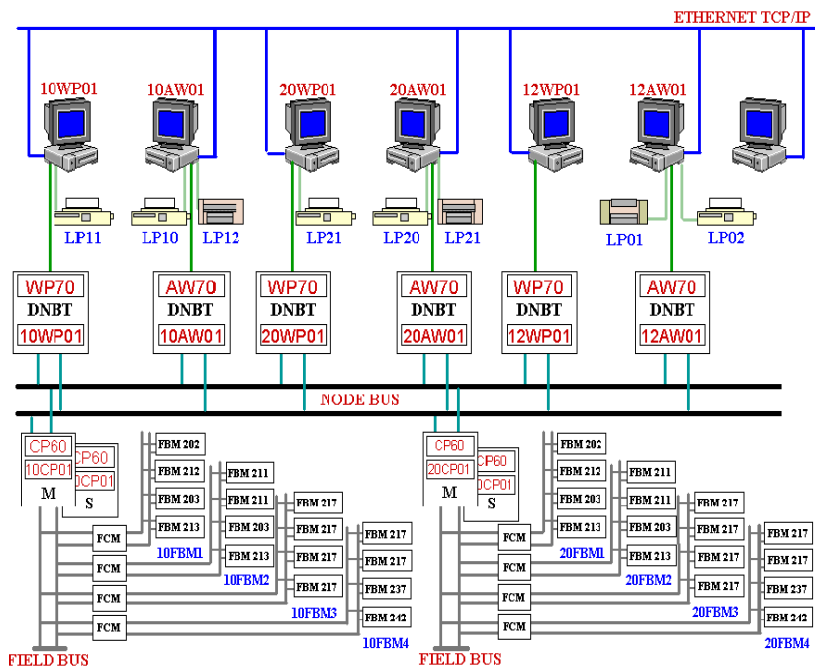 ETHERNET TCP/IP
10WP01
10AW01
20WP01
20AW01
12WP01
12AW01
LP11
LP10
LP12
LP21
LP20
LP21
LP01
LP02
WP70
DNBT
10WP01
AW70
DNBT
10AW01
WP70
DNBT
20WP01
AW70
DNBT
20AW01
WP70
DNBT
12WP01
AW70
DNBT
12AW01
NODE BUS
CP60
10CP01
M
CP60
0CP01
S
FBM 202
FBM 212
FBM 203
FBM 213
10FBM1
FBM 211
FBM 211
FBM 203
FBM 213
10FBM2
FBM 217
FBM 217
FBM 217
FBM 217
10FBM3
FBM 217
FBM 217
FBM 237
FBM 242
10FBM4
FCM
FCM
FCM
FCM
FIELD BUS
CP60
20CP01
M
CP60
0CP01
S
FBM 202
FBM 212
FBM 203
FBM 213
20FBM1
FBM 211
FBM 211
FBM 203
FBM 213
20FBM2
FBM 217
FBM 217
FBM 217
FBM 217
20FBM3
FBM 217
FBM 217
FBM 237
FBM 242
20FBM4
FCM
FCM
FCM
FCM
FIELD BUS